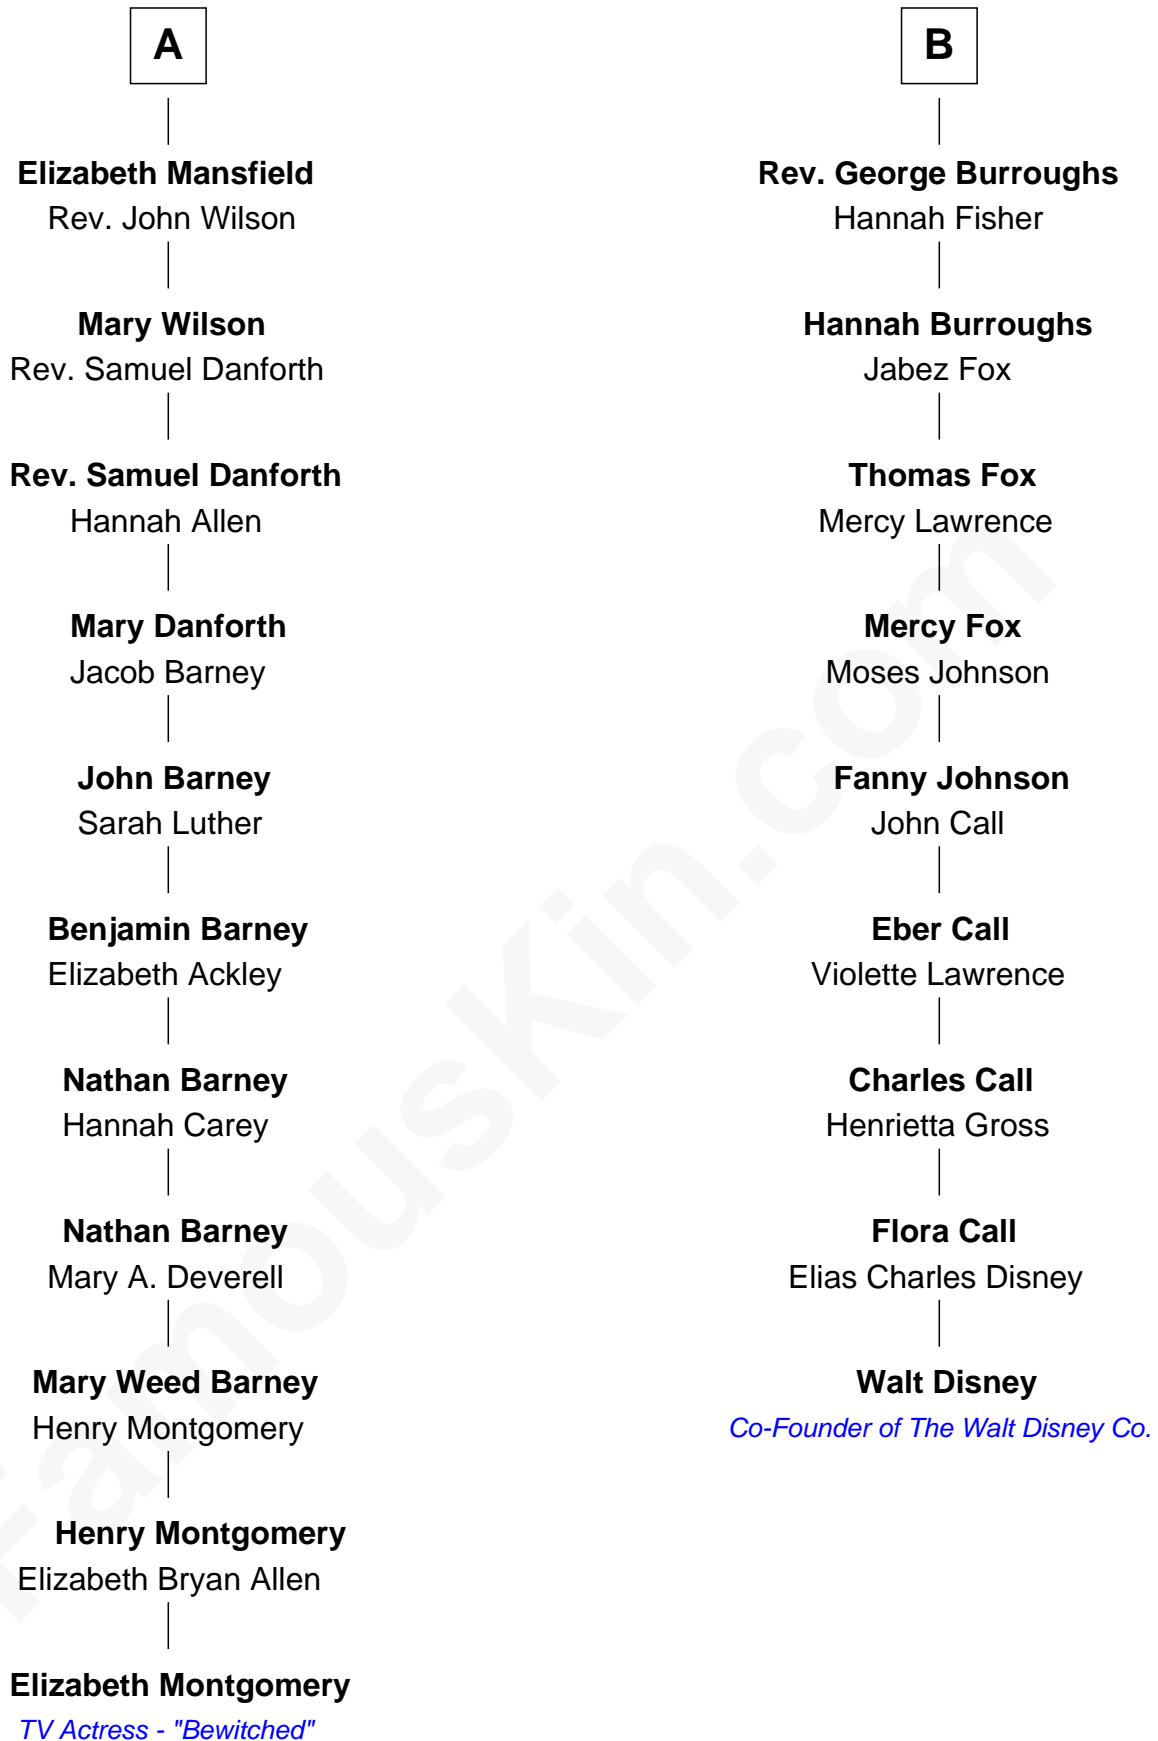 A
Elizabeth Mansfield
Rev. John Wilson
Mary Wilson
Rev. Samuel Danforth
Rev. Samuel Danforth
Hannah Allen
Mary Danforth
Jacob Barney
John Barney
Sarah Luther
Benjamin Barney
Elizabeth Ackley
Nathan Barney
Hannah Carey
Nathan Barney
Mary A. Deverell
Mary Weed Barney
Henry Montgomery
Henry Montgomery
Elizabeth Bryan Allen
Elizabeth Montgomery
TV Actress - "Bewitched"
B
Rev. George Burroughs
Hannah Fisher
Hannah Burroughs
Jabez Fox
Thomas Fox
Mercy Lawrence
Mercy Fox
Moses Johnson
Fanny Johnson
John Call
Eber Call
Violette Lawrence
Charles Call
Henrietta Gross
Flora Call
Elias Charles Disney
Walt Disney
Co-Founder of The Walt Disney Co.
FamousKin.com